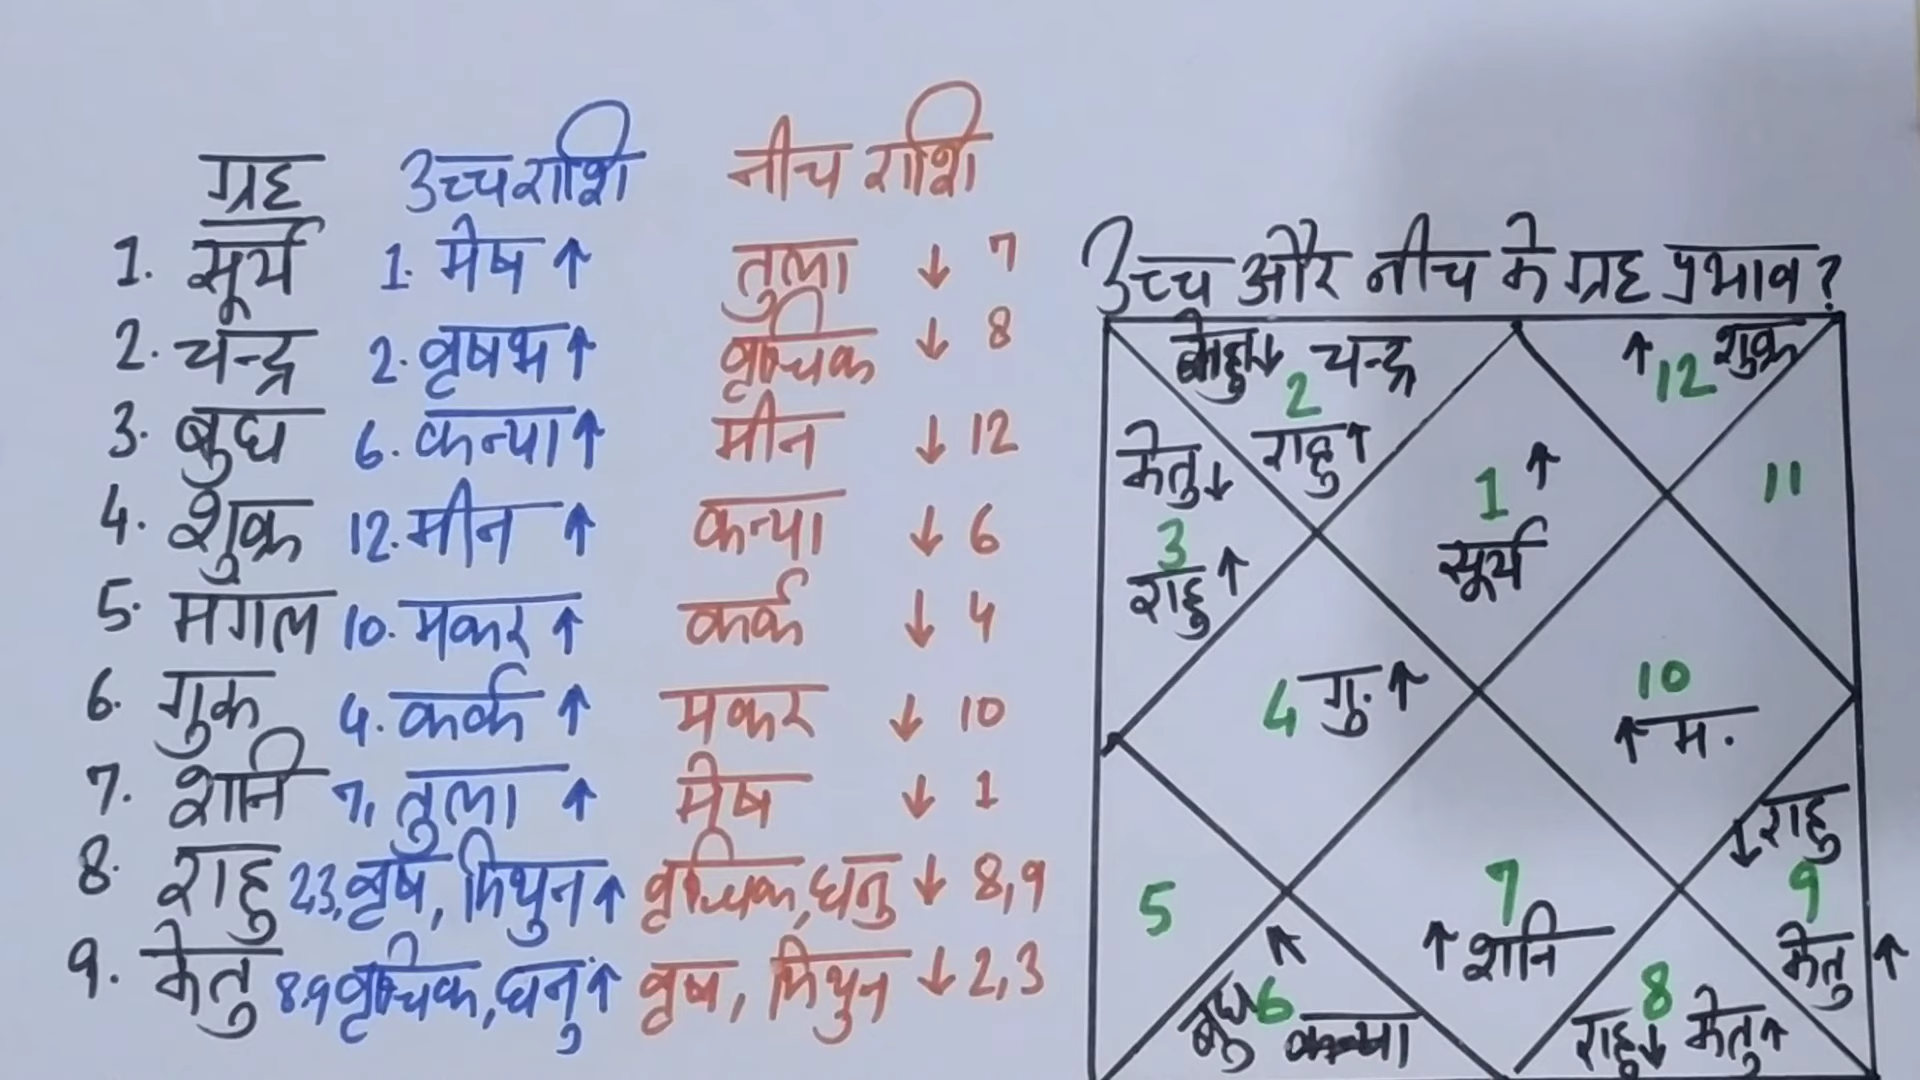 ग्रह उच्च राशि नीच राशि
1. सूर्य 1. मेष ↑ तुला ↓ 7
2. चन्द्र 2. वृषभ ↑ वृश्चिक ↓ 8
3. बुध 6. कन्या ↑ मीन ↓ 12
4. शुक्र 12. मीन ↑ कन्या ↓ 6
5. मंगल 10. मकर ↑ कर्क ↓ 4
6. गुरू 4. कर्क ↑ मकर ↓ 10
7. शनि 7, तुला ↑ मेष ↓ 1
8. राहु 2,3, वृष, मिथुन ↑ वृश्चिक, धनु ↓ 8,9
9. केतु 8,9 वृश्चिक, धनु ↑ वृष, मिथुन ↓ 2,3
उच्च और नीच के ग्रह प्रभाव?
↓ चन्द्र
2
राहु ↑
↑ 12 शुक्र
केतु ↓
3
राहु ↑
1 ↑
सूर्य
11
4 गु. ↑
10
↑ म.
5
7
↑ शनि
↓ राहु
9
केतु ↑
↑
बुध 6
8
राहु ↓ केतु ↑